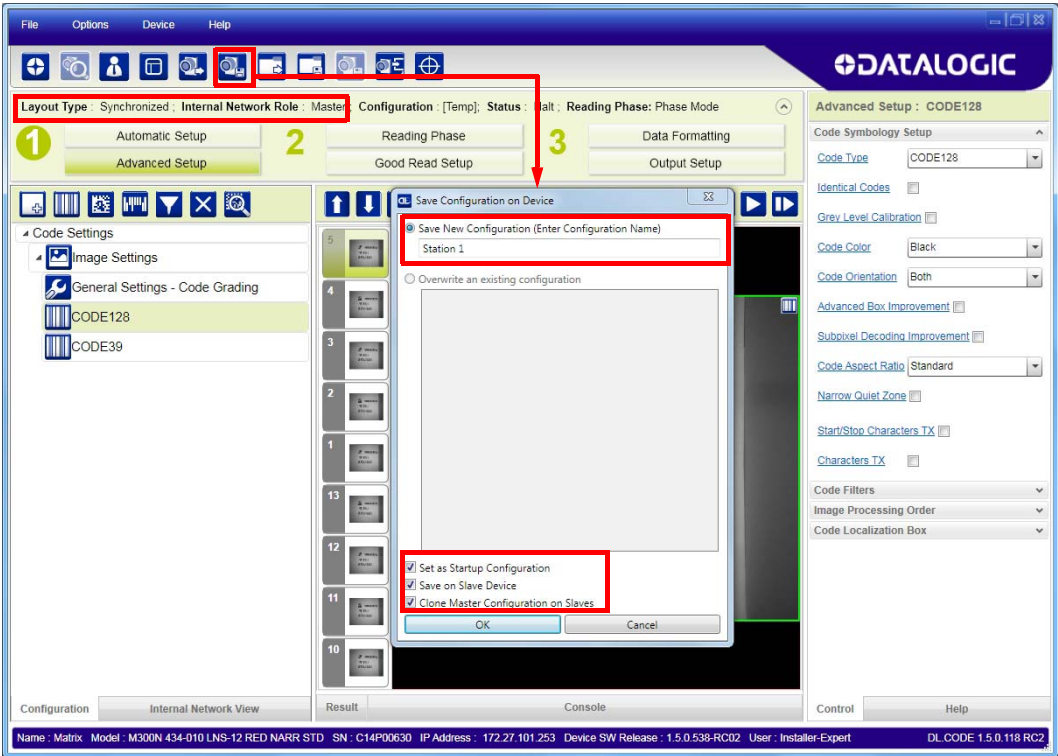 File Options Device Help
DATALOGIC
Layout Type : Synchronized ; Internal Network Role : Master; Configuration : [Temp]; Status : Halt ; Reading Phase: Phase Mode
1 Automatic Setup 2 Reading Phase 3 Data Formatting
Advanced Setup Good Read Setup Output Setup
Advanced Setup : CODE128
Code Symbology Setup
Code Type CODE128
Identical Codes
Grey Level Calibration
Code Color Black
Code Orientation Both
Advanced Box Improvement
Subpixel Decoding Improvement
Code Aspect Ratio Standard
Narrow Quiet Zone
Start/Stop Characters TX
Characters TX
Code Filters
Image Processing Order
Code Localization Box
Code Settings
Image Settings
General Settings - Code Grading
CODE128
CODE39
5
4
3
2
1
13
12
11
10
Save Configuration on Device
Save New Configuration (Enter Configuration Name)
Station 1
Overwrite an existing configuration
Set as Startup Configuration
Save on Slave Device
Clone Master Configuration on Slaves
OK Cancel
Configuration Internal Network View
Result Console
Control Help
Name : Matrix Model : M300N 434-010 LNS-12 RED NARR STD SN : C14P00630 IP Address : 172.27.101.253 Device SW Release : 1.5.0.538-RC02 User : Installer-Expert DL.CODE 1.5.0.118 RC2